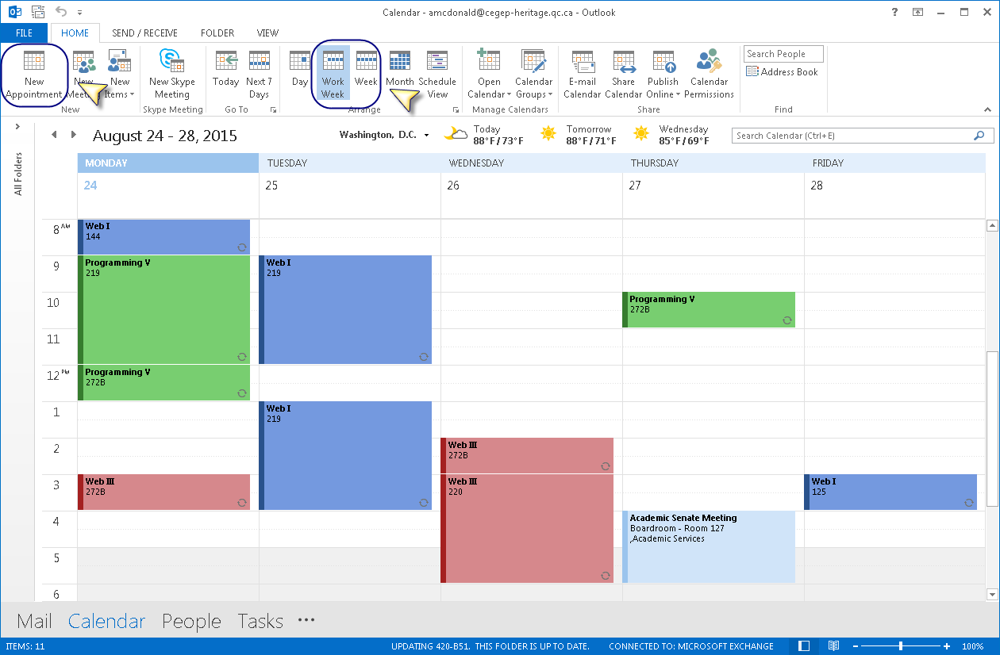 Calendar - amcdonald@cegep-heritage.qc.ca - Outlook
?
FILE HOME SEND / RECEIVE FOLDER VIEW
New Appointment
New
New Items
New Skype Meeting
Today
Next 7 Days
Day
Work Week
Week
Month
Schedule View
Open Calendar
Calendar Groups
E-mail Calendar
Share Calendar
Publish Online
Calendar Permissions
Search People
Address Book
New
Skype Meeting
Go To
Arrange
Manage Calendars
Share
Find
All Folders
August 24 - 28, 2015
Washington, D.C.
Today
88°F/73°F
Tomorrow
88°F/71°F
Wednesday
85°F/69°F
Search Calendar (Ctrl+E)
MONDAY TUESDAY WEDNESDAY THURSDAY FRIDAY
24 25 26 27 28
8 AM
9
10
11
12 PM
1
2
3
4
5
6
Web I
144
Programming V
219
Programming V
272B
Web III
272B
Web I
219
Web I
219
Web III
272B
Web III
220
Programming V
272B
Academic Senate Meeting
Boardroom - Room 127
,Academic Services
Web I
125
Mail Calendar People Tasks •••
ITEMS: 11
UPDATING 420-B51. THIS FOLDER IS UP TO DATE.
CONNECTED TO: MICROSOFT EXCHANGE
100%